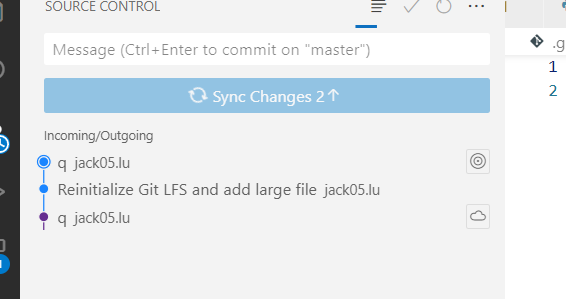 SOURCE CONTROL
Message (Ctrl+Enter to commit on "master")
Sync Changes 2↑
Incoming/Outgoing
q jack05.lu
Reinitialize Git LFS and add large file jack05.lu
q jack05.lu
.g
1
2